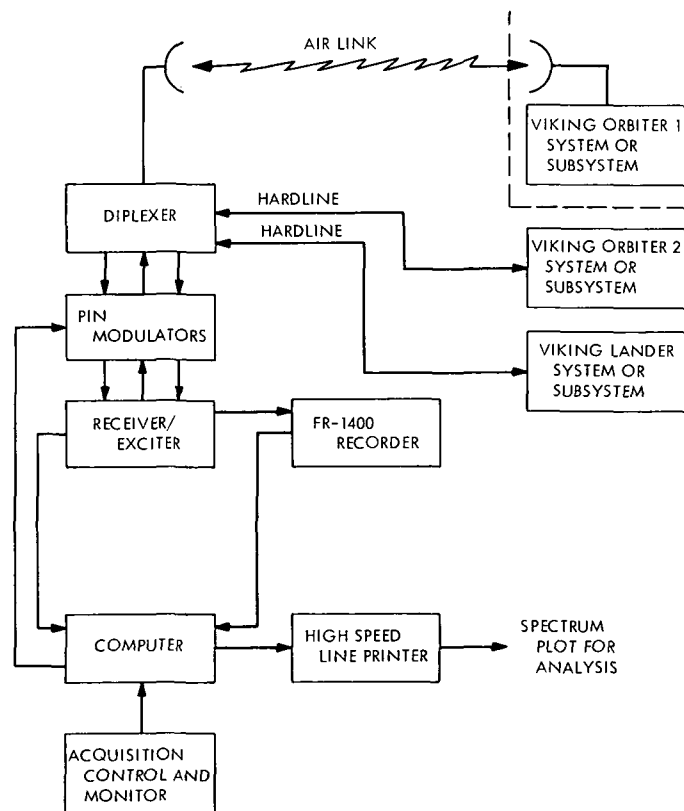 AIR LINK
VIKING ORBITER 1
SYSTEM OR
SUBSYSTEM
DIPLEXER
HARDLINE
HARDLINE
VIKING ORBITER 2
SYSTEM OR
SUBSYSTEM
PIN
MODULATORS
VIKING LANDER
SYSTEM OR
SUBSYSTEM
RECEIVER/
EXCITER
FR-1400
RECORDER
COMPUTER
HIGH SPEED
LINE PRINTER
SPECTRUM
PLOT FOR
ANALYSIS
ACQUISITION
CONTROL AND
MONITOR